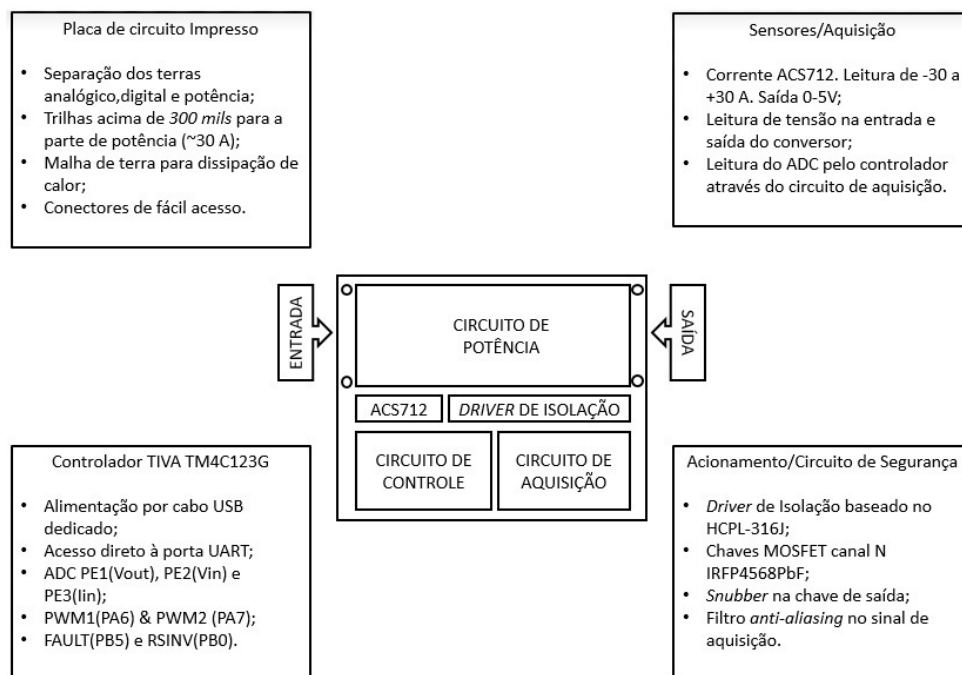 Placa de circuito Impresso
• Separação dos terras
analógico,digital e potência;
• Trilhas acima de 300 mils para a
parte de potência (~30 A);
• Malha de terra para dissipação de
calor;
• Conectores de fácil acesso.
Sensores/Aquisição
• Corrente ACS712. Leitura de -30 a
+30 A. Saída 0-5V;
• Leitura de tensão na entrada e
saída do conversor;
• Leitura do ADC pelo controlador
através do circuito de aquisição.
ENTRADA
CIRCUITO DE
POTÊNCIA
SAÍDA
ACS712
DRIVER DE ISOLAÇÃO
CIRCUITO DE
CONTROLE
CIRCUITO DE
AQUISIÇÃO
Controlador TIVA TM4C123G
• Alimentação por cabo USB
dedicado;
• Acesso direto à porta UART;
• ADC PE1(Vout), PE2(Vin) e
PE3(Iin);
• PWM1(PA6) & PWM2 (PA7);
• FAULT(PB5) e RSINV(PB0).
Acionamento/Circuito de Segurança
• Driver de Isolação baseado no
HCPL-316J;
• Chaves MOSFET canal N
IRFP4568PbF;
• Snubber na chave de saída;
• Filtro anti-aliasing no sinal de
aquisição.